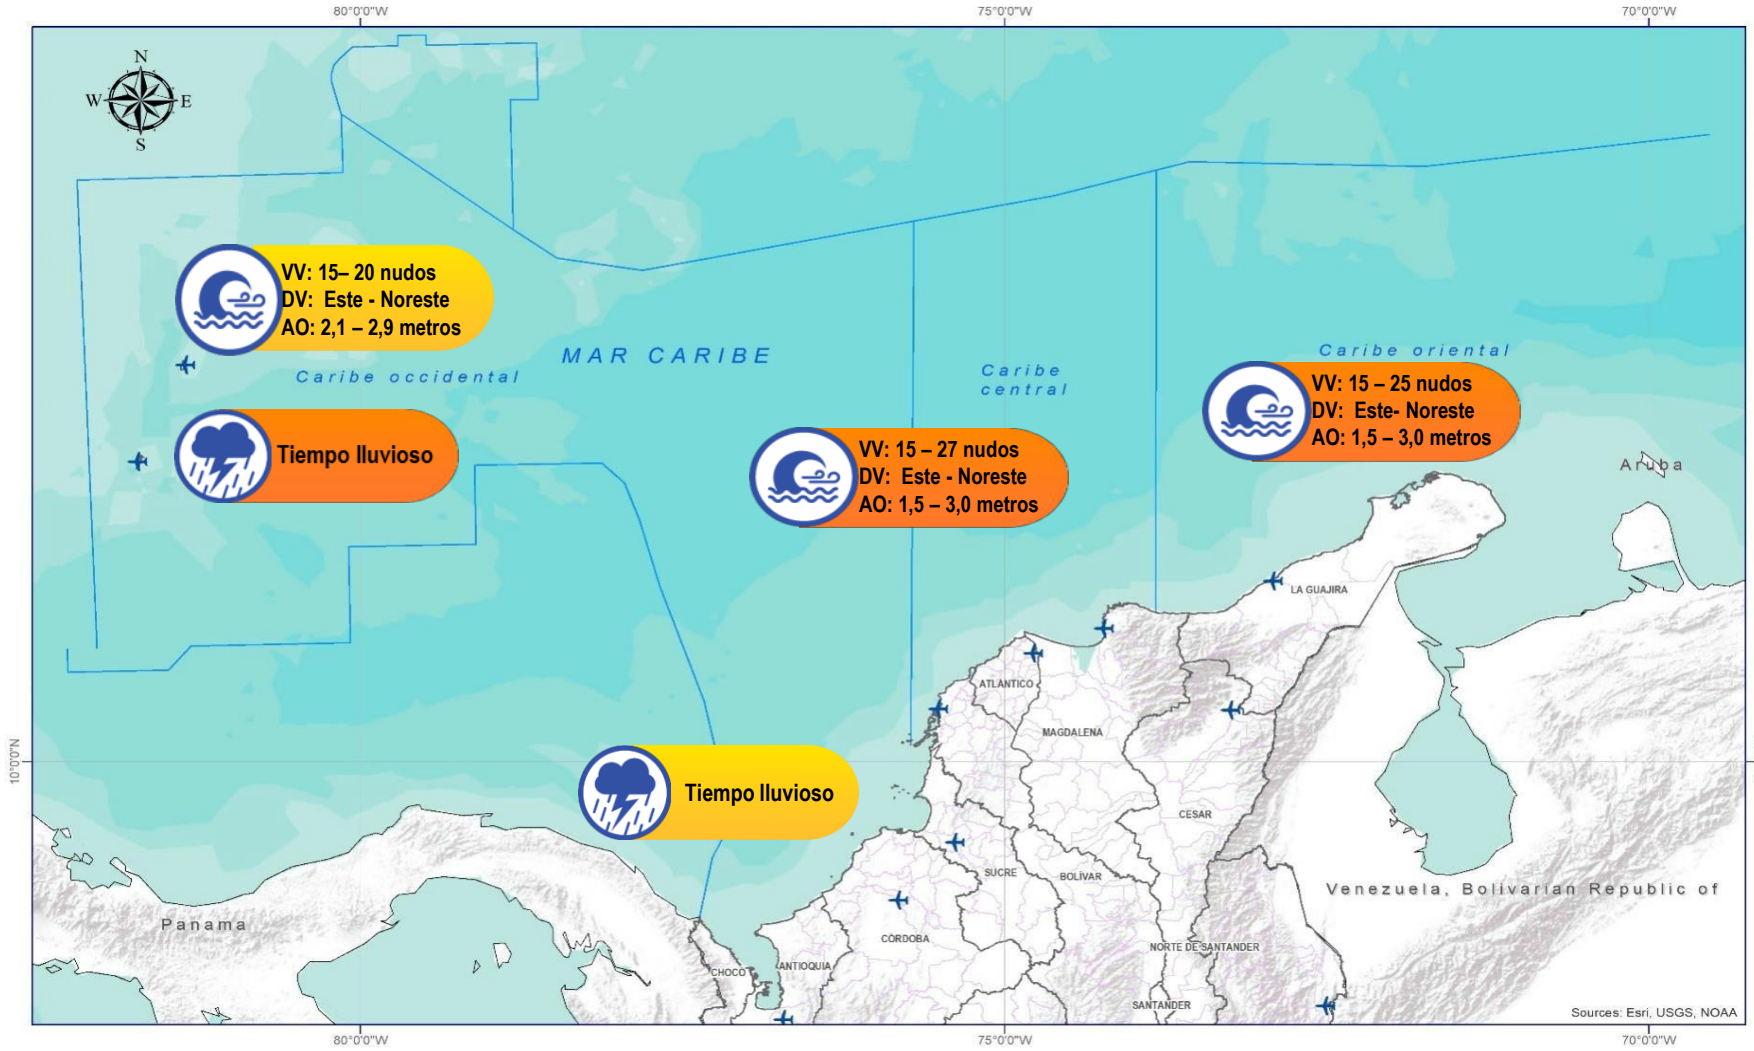 80°0'0"W
75°0'0"W
70°0'0"W
N
W
E
S
VV: 15– 20 nudos
DV: Este - Noreste
AO: 2,1 – 2,9 metros
MAR CARIBE
Caribe occidental
Caribe
central
Caribe oriental
VV: 15 – 25 nudos
DV: Este- Noreste
AO: 1,5 – 3,0 metros
Tiempo lluvioso
VV: 15 – 27 nudos
DV: Este - Noreste
AO: 1,5 – 3,0 metros
Aruba
LA GUAJIRA
ATLÁNTICO
MAGDALENA
10°0'0"N
Tiempo lluvioso
CESAR
SUCRE
BOLÍVAR
Venezuela, Bolivarian Republic of
Panama
CÓRDOBA
NORTE DE SANTANDER
CHOCÓ
ANTIOQUIA
SANTANDER
Sources: Esri, USGS, NOAA
80°0'0"W
75°0'0"W
70°0'0"W